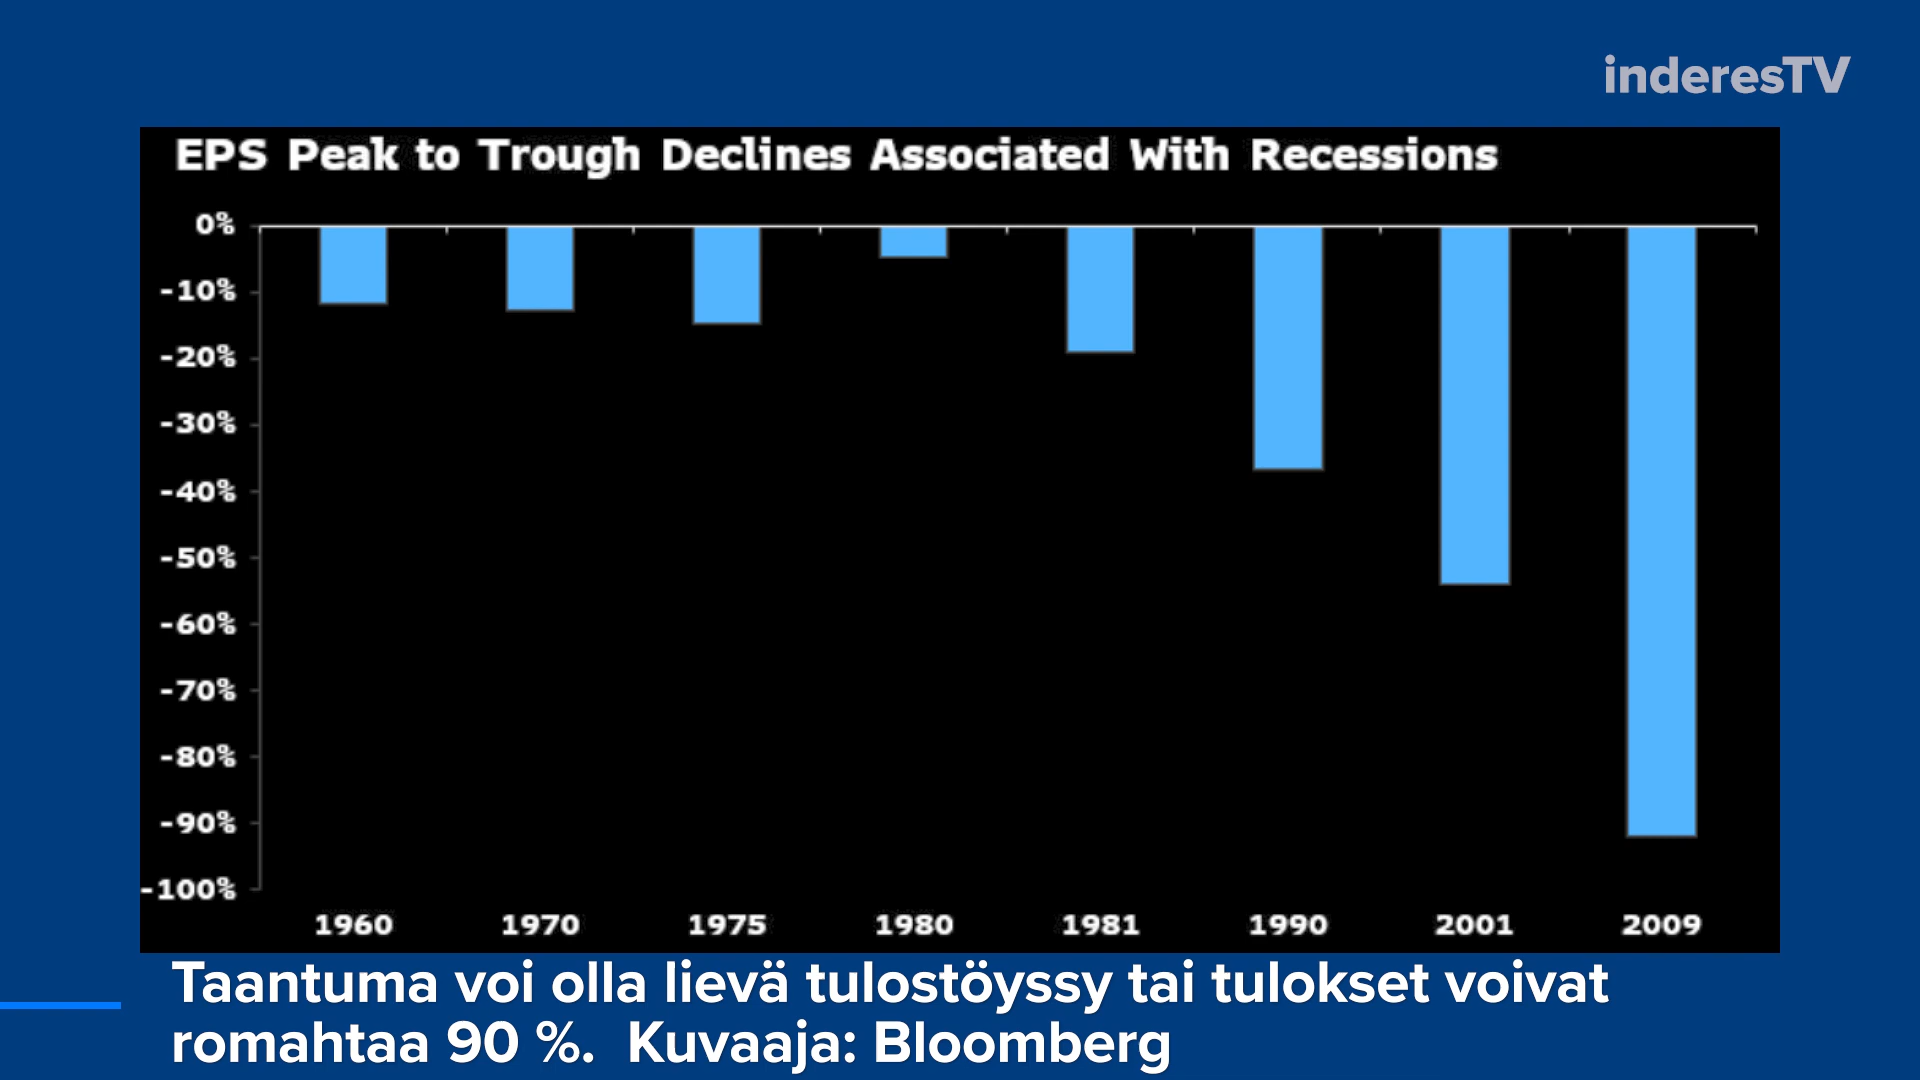 inderesTV
EPS Peak to Trough Declines Associated With Recessions
0%
-10%
-20%
-30%
-40%
-50%
-60%
-70%
-80%
-90%
-100%
1960 1970 1975 1980 1981 1990 2001 2009
Taantuma voi olla lievä tulostöyssy tai tulokset voivat
romahtaa 90 %. Kuvaaja: Bloomberg